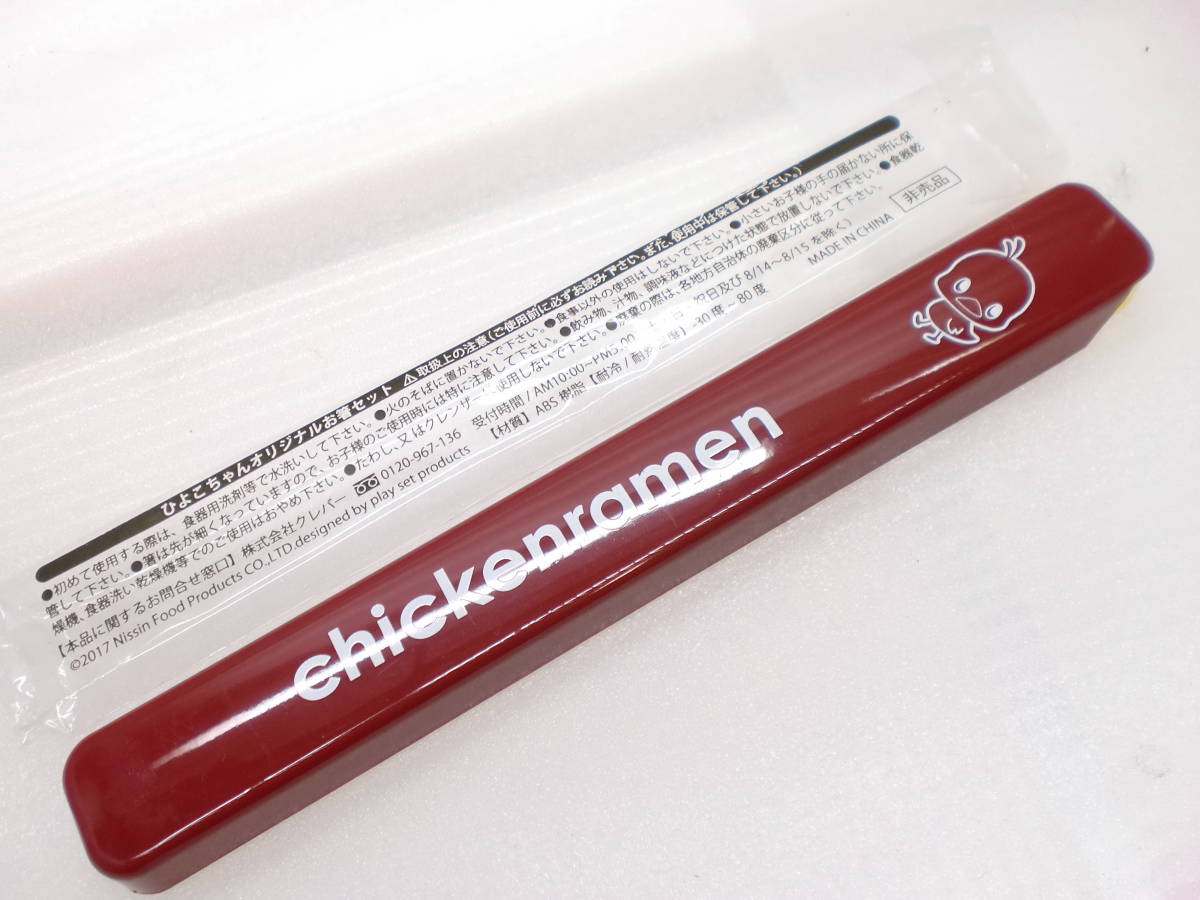 ひよこちゃんオリジナルお箸セット ⚠取扱上の注意(ご使用前に必ずお読み下さい。また、使用中は保管して下さい。)
●初めて使用する際は、食器用洗剤等で水洗いして下さい。●火のそばに置かないで下さい。●食事以外の使用はしないで下さい。●小さいお子様の手の届かない所に保
管して下さい。●箸は先が細くなっていますので、お子様のご使用時には特に注意して下さい。●飲み物、汁物、調味液などにつけた状態で放置しないで下さい。●食器乾
燥機、食器洗い乾燥機等でのご使用はおやめ下さい。●たわし、又はクレンザーで使用しないで下さい。●廃棄の際は、各地方自治体の廃棄区分に従って下さい。
【本品に関するお問合せ窓口】株式会社クレバー 0120-967-136 受付時間/AM10:00~PM5:00 土 日 祝日及び8/14~8/15を除く)
©2017 Nissin Food Products CO.,LTD.designed by play set products 【材質】ABS樹脂【耐冷/耐熱温度】-30度~80度 MADE IN CHINA
非売品
chickenramen